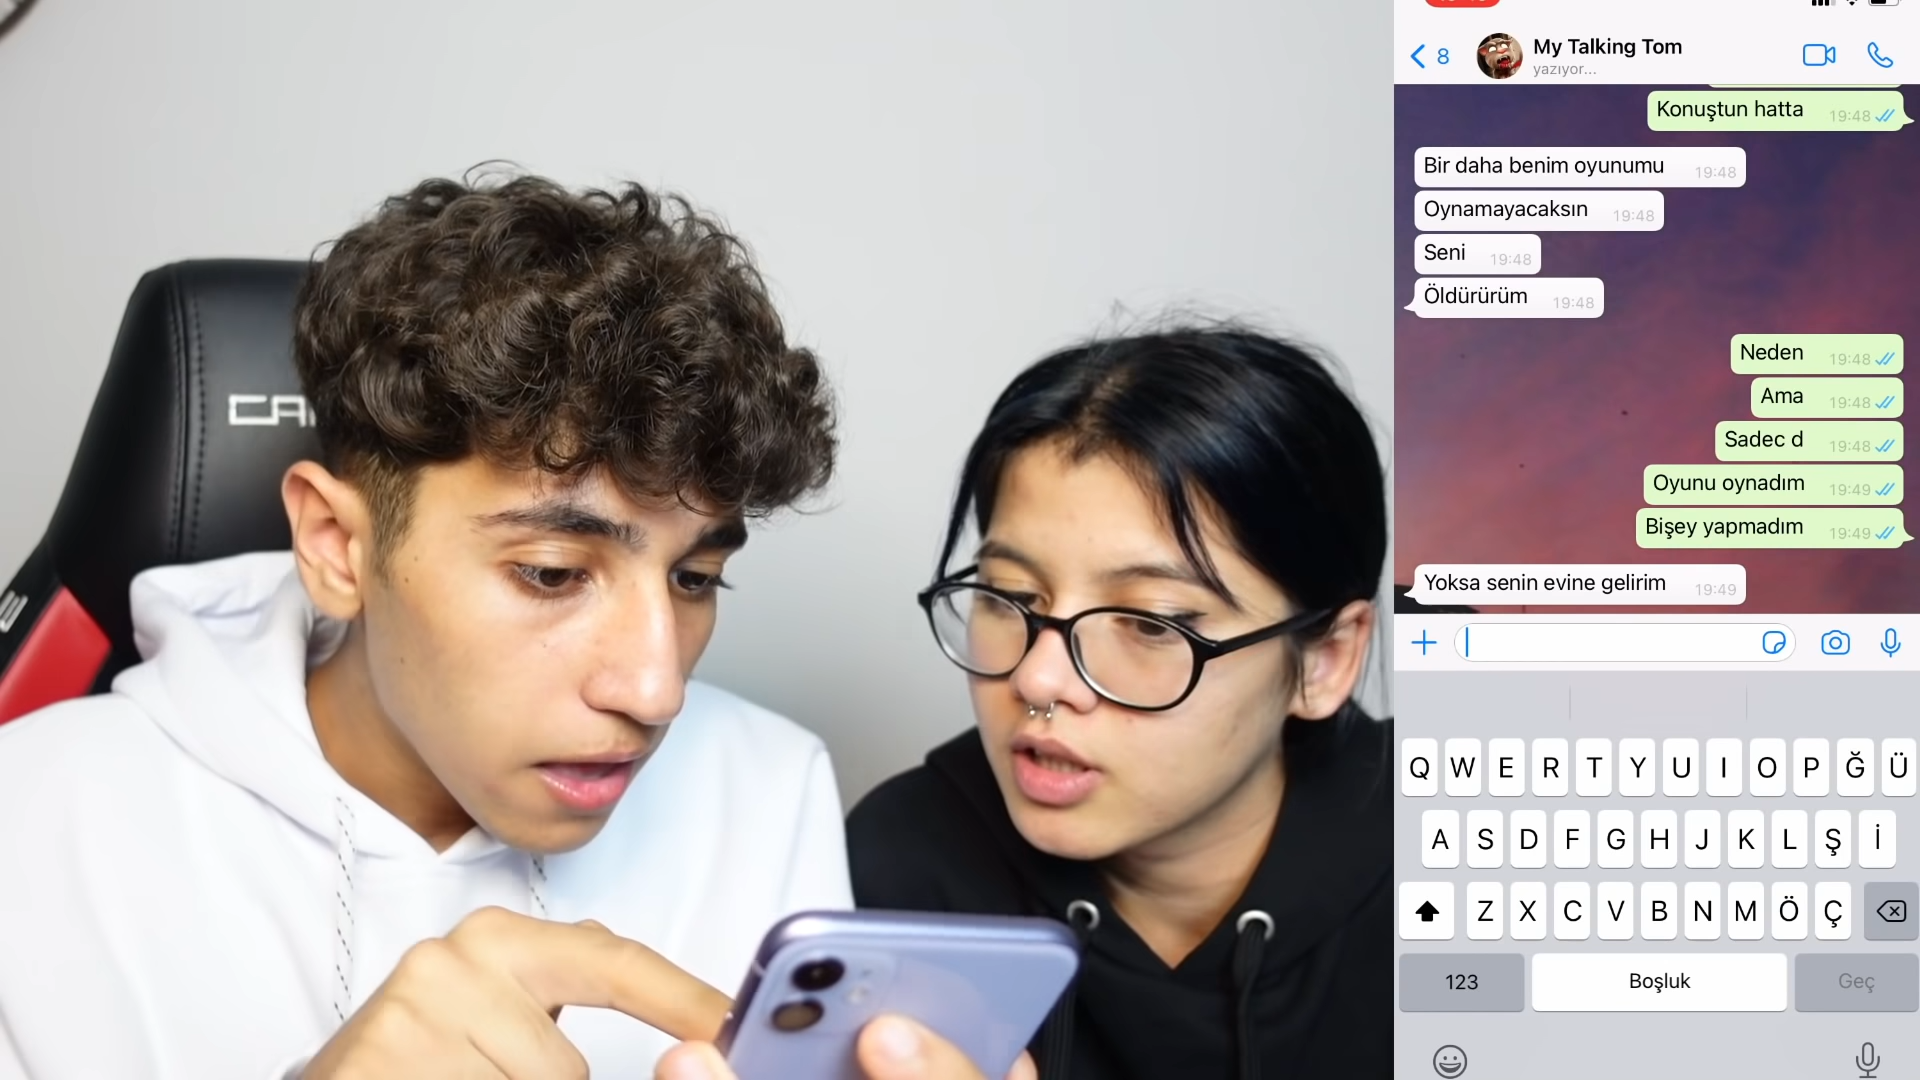 8
My Talking Tom
yazıyor...
Konuştun hatta 19:48
Bir daha benim oyunumu 19:48
Oynamayacaksın 19:48
Seni 19:48
Öldürürüm 19:48
Neden 19:48
Ama 19:48
Sadec d 19:48
Oyunu oynadım 19:49
Bişey yapmadım 19:49
Yoksa senin evine gelirim 19:49
Q W E R T Y U I O P Ğ Ü
A S D F G H J K L Ş İ
Z X C V B N M Ö Ç
123 Boşluk Geç